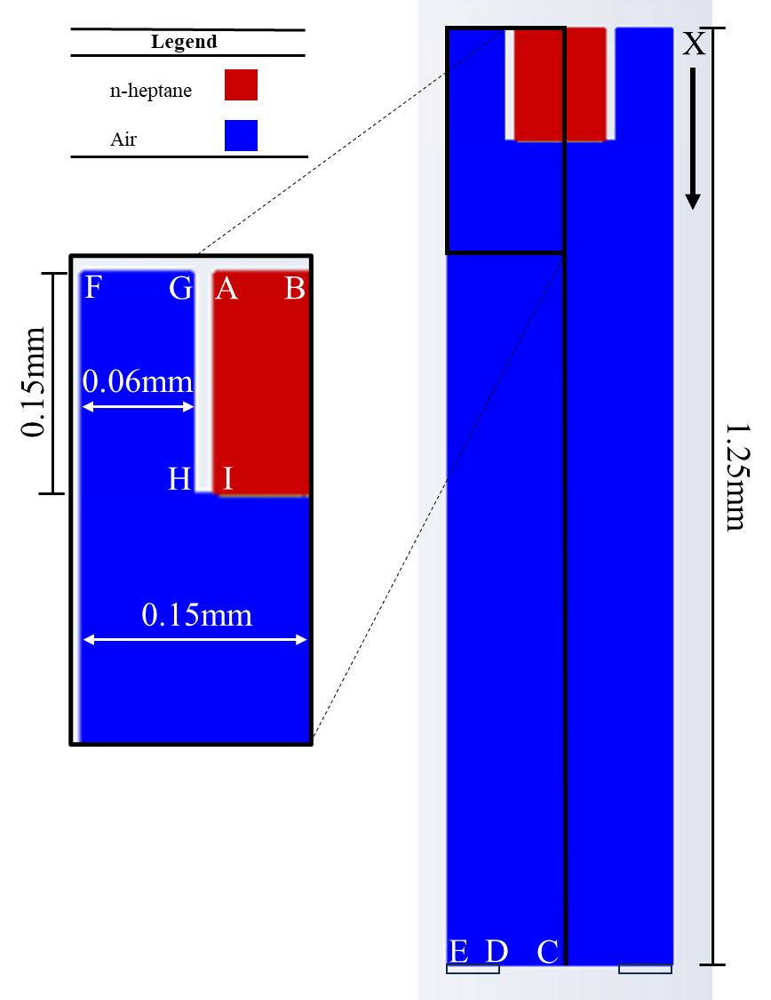 Legend
n-heptane
Air
X
F G A B
0.15mm
0.06mm
H I
0.15mm
1.25mm
E D C